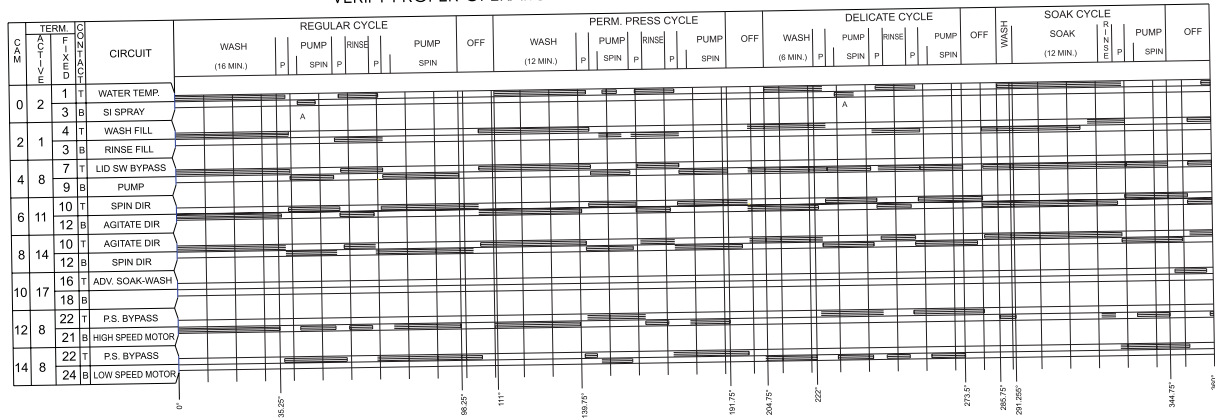 REGULAR CYCLE PERM. PRESS CYCLE DELICATE CYCLE SOAK CYCLE
CAM TERM. ACTIVE FIXED CONTACT CIRCUIT
WASH PUMP RINSE PUMP OFF WASH PUMP RINSE PUMP OFF WASH PUMP RINSE PUMP OFF WASH SOAK RINSE PUMP OFF
(16 MIN.) P SPIN P SPIN (12 MIN.) P SPIN P SPIN (6 MIN.) P SPIN P SPIN (12 MIN.) SPIN
0 2 1 T WATER TEMP.
3 B SI SPRAY A A
2 1 4 T WASH FILL
3 B RINSE FILL
4 8 7 T LID SW BYPASS
9 B PUMP
6 11 10 T SPIN DIR
12 B AGITATE DIR
8 14 10 T AGITATE DIR
12 B SPIN DIR
10 17 16 T ADV. SOAK-WASH
18 B
12 8 22 T P.S. BYPASS
21 B HIGH SPEED MOTOR
14 8 22 T P.S. BYPASS
24 B LOW SPEED MOTOR
0° 35.25° 98.25° 111° 139.75° 191.75° 204.75° 222° 273.5° 285.75° 291.255° 344.75° 360°